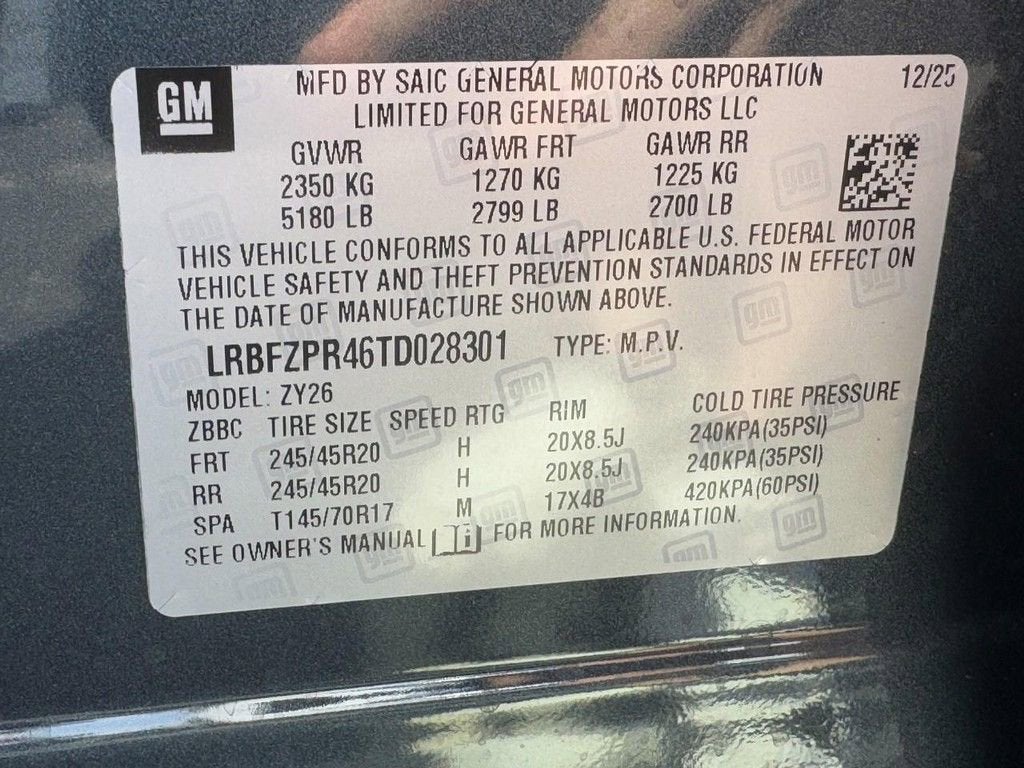 GM
MFD BY SAIC GENERAL MOTORS CORPORATION 12/25
LIMITED FOR GENERAL MOTORS LLC
GVWR GAWR FRT GAWR RR
2350 KG 1270 KG 1225 KG
5180 LB 2799 LB 2700 LB
THIS VEHICLE CONFORMS TO ALL APPLICABLE U.S. FEDERAL MOTOR
VEHICLE SAFETY AND THEFT PREVENTION STANDARDS IN EFFECT ON
THE DATE OF MANUFACTURE SHOWN ABOVE.
LRBFZPR46TD028301 TYPE: M.P.V.
MODEL: ZY26
ZBBC TIRE SIZE SPEED RTG RIM COLD TIRE PRESSURE
FRT 245/45R20 H 20X8.5J 240KPA(35PSI)
RR 245/45R20 H 20X8.5J 240KPA(35PSI)
SPA T145/70R17 M 17X4B 420KPA(60PSI)
SEE OWNER'S MANUAL i FOR MORE INFORMATION.